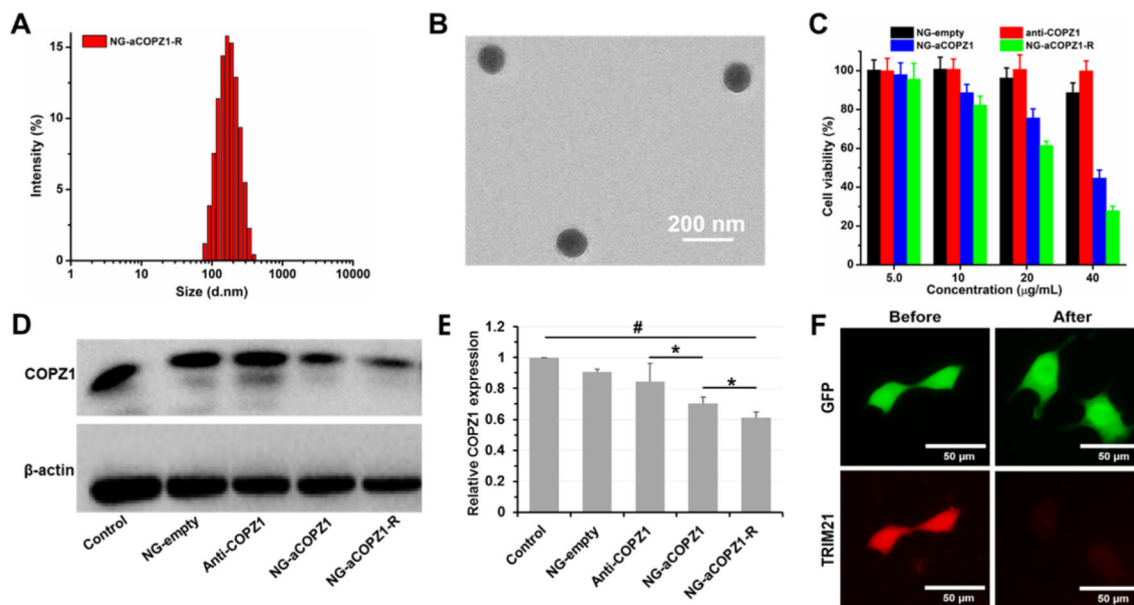 A
NG-aCOPZ1-R
15
10
5
0
Intensity (%)
1
10
100
1000
10000
Size (d.nm)
B
200 nm
C
NG-empty
anti-COPZ1
NG-aCOPZ1
NG-aCOPZ1-R
100
80
60
40
20
0
Cell viability (%)
5.0
10
20
40
Concentration (μg/mL)
D
COPZ1
β-actin
Control
NG-empty
Anti-COPZ1
NG-aCOPZ1
NG-aCOPZ1-R
E
Relative COPZ1 expression
1.2
1
0.8
0.6
0.4
0.2
0
#
*
*
Control
NG-empty
Anti-COPZ1
NG-aCOPZ1
NG-aCOPZ1-R
F
Before
After
GFP
50 μm
50 μm
TRIM21
50 μm
50 μm